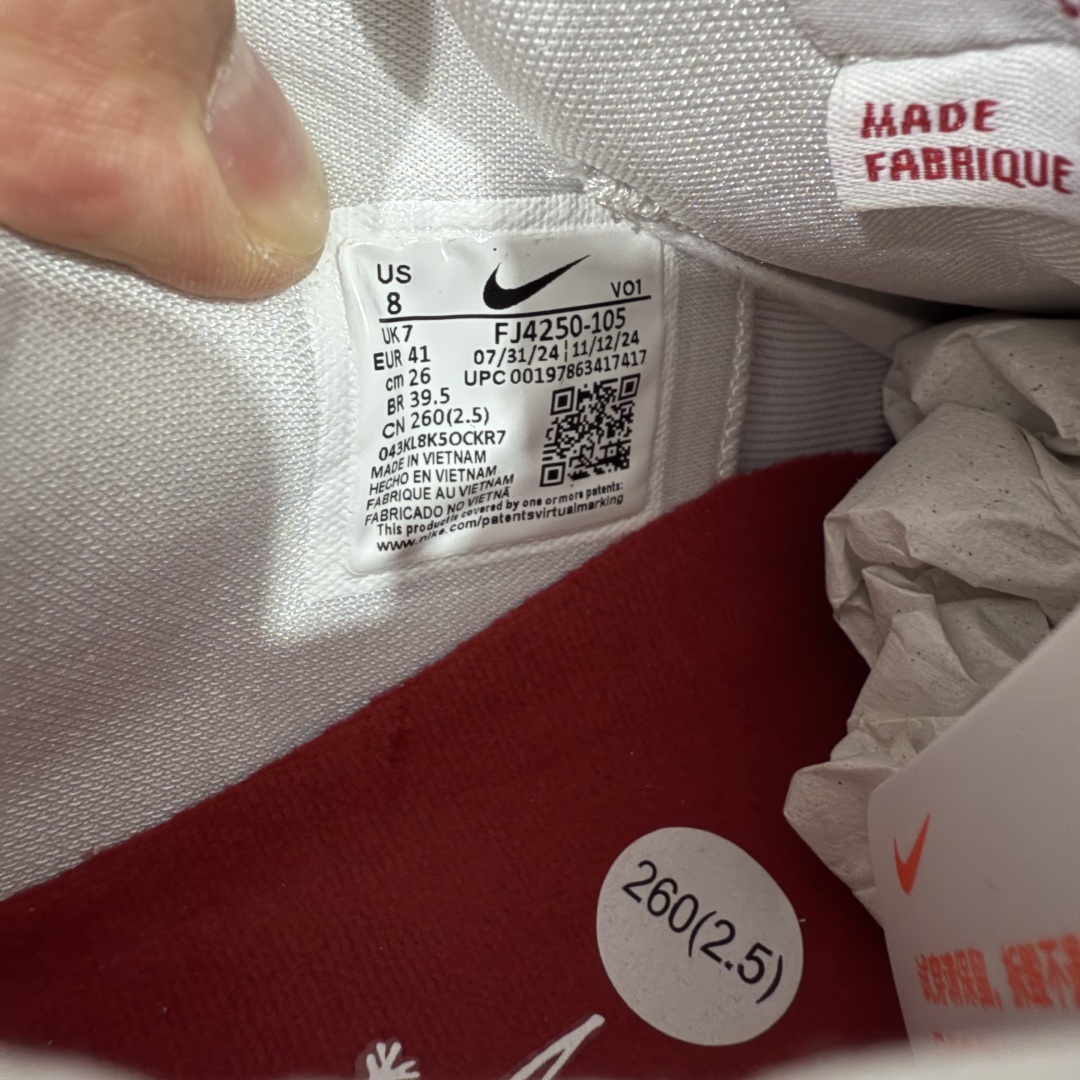 MADE
FABRIQUE
US
8
V01
UK 7
FJ4250-105
EUR 41
07/31/24 | 11/12/24
cm 26
UPC 00197863417417
BR 39.5
CN 260(2.5)
043KL8K5OCKR7
MADE IN VIETNAM
HECHO EN VIETNAM
FABRIQUE AU VIETNAM
FABRICADO NO VIETNÃ
This product is covered by one or more patents:
www.nike.com/patentsvirtualmarking
260(2.5)